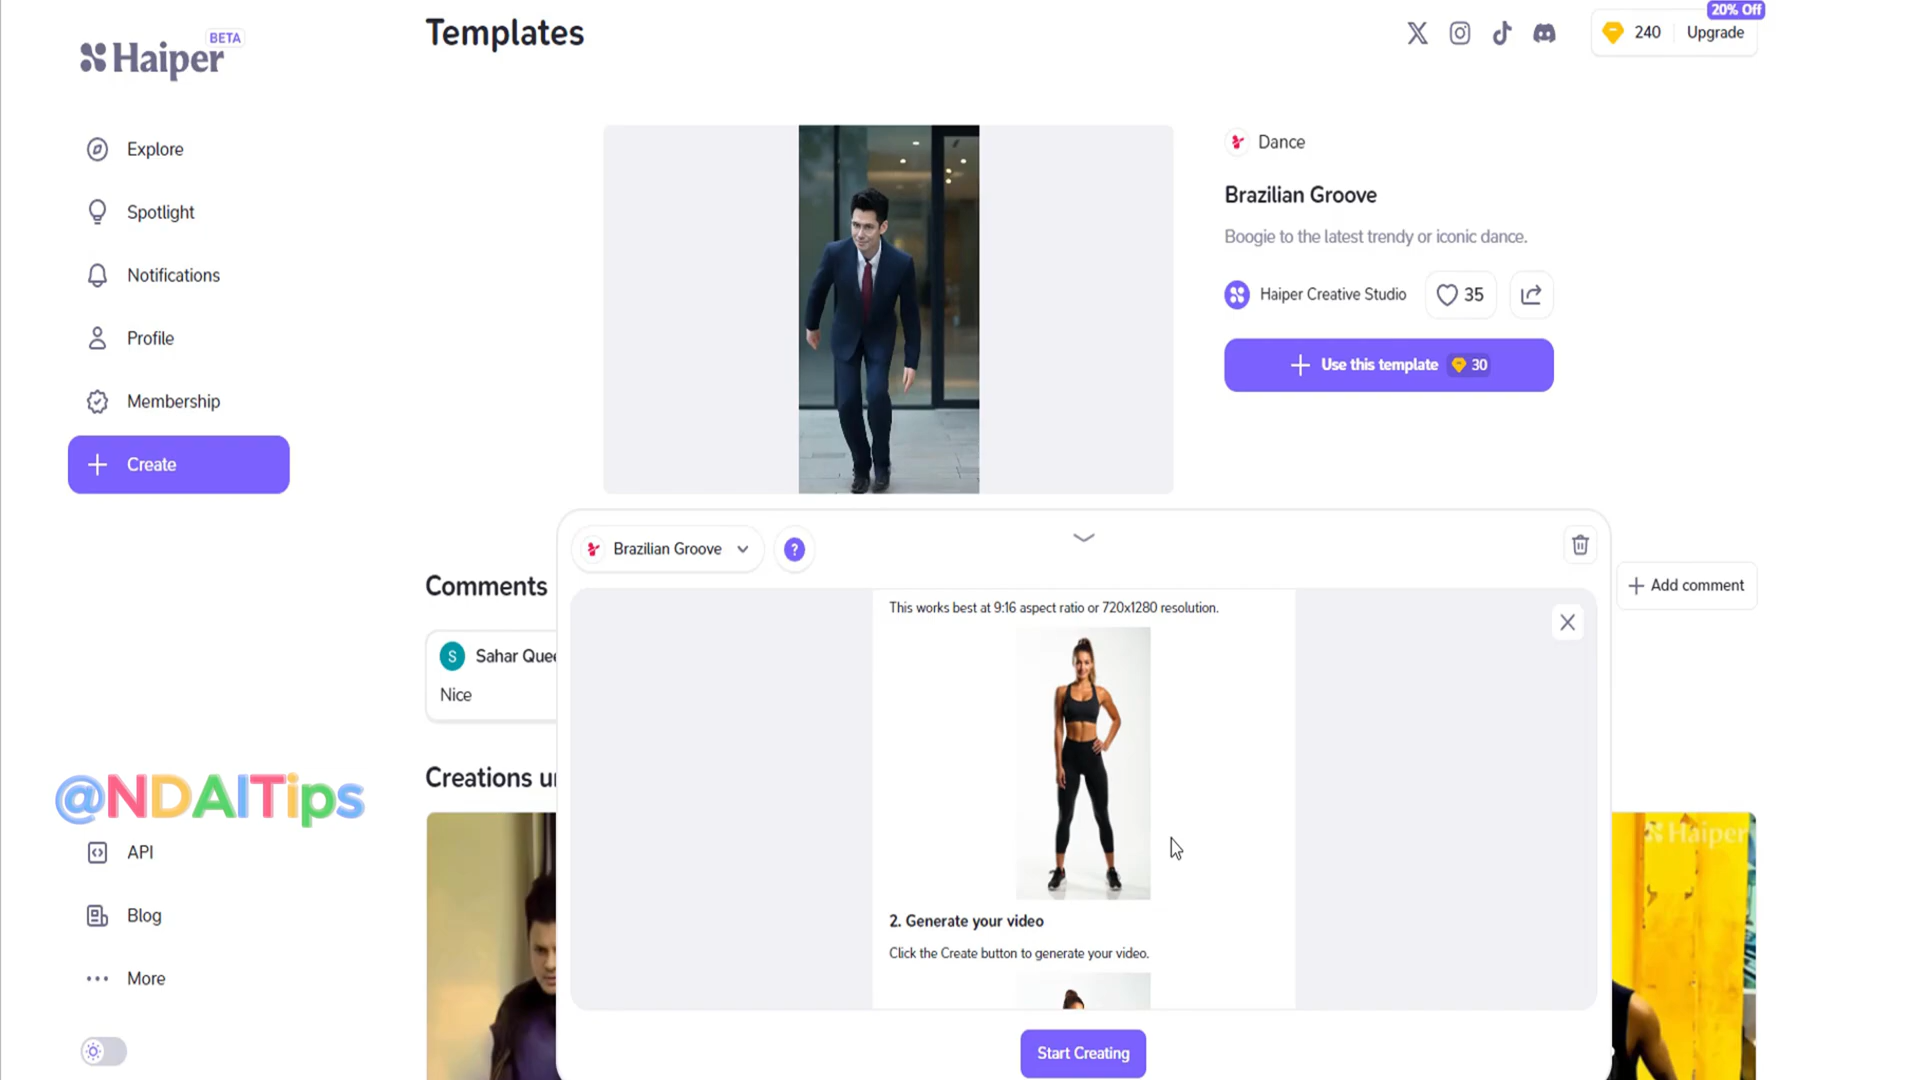 Haiper
BETA
Explore
Spotlight
Notifications
Profile
Membership
Create
@NDAITips
API
Blog
More
Templates
20% Off
240
Upgrade
Dance
Brazilian Groove
Boogie to the latest trendy or iconic dance.
Haiper Creative Studio
35
Use this template
30
Comments
Add comment
S
Sahar Quee
Nice
Creations u
Haiper
Brazilian Groove
?
This works best at 9:16 aspect ratio or 720x1280 resolution.
2. Generate your video
Click the Create button to generate your video.
Start Creating